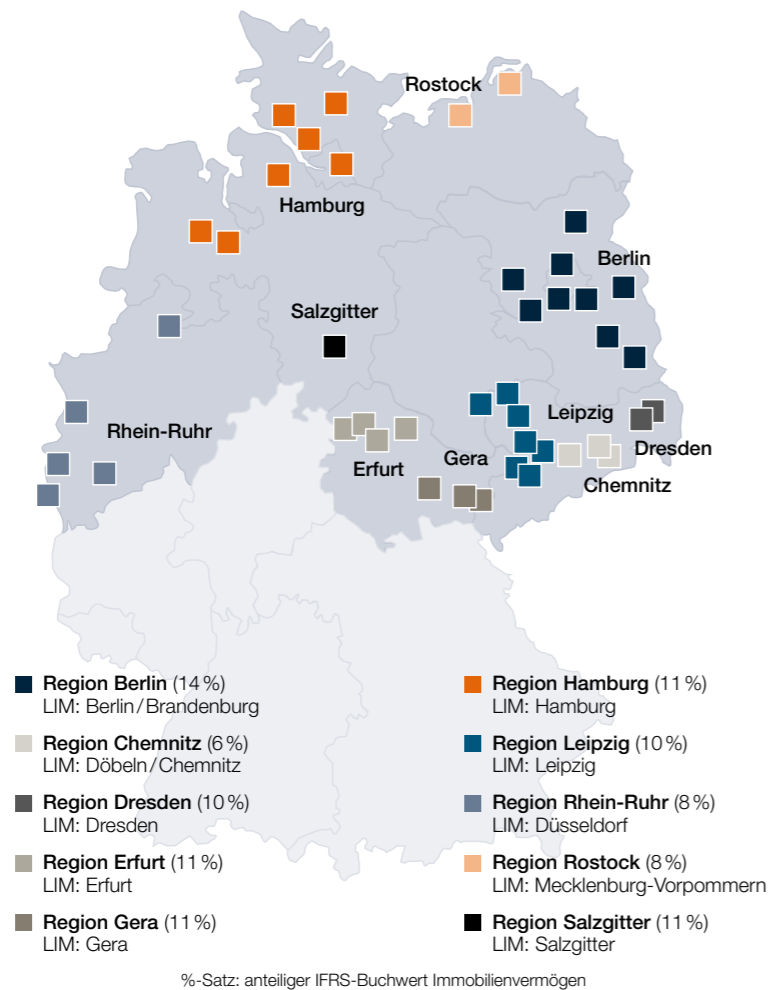 Rostock
Hamburg
Berlin
Salzgitter
Rhein-Ruhr
Leipzig
Dresden
Erfurt
Gera
Chemnitz
Region Berlin (14 %)
LIM: Berlin/Brandenburg
Region Chemnitz (6 %)
LIM: Döbeln/Chemnitz
Region Dresden (10 %)
LIM: Dresden
Region Erfurt (11 %)
LIM: Erfurt
Region Gera (11 %)
LIM: Gera
Region Hamburg (11 %)
LIM: Hamburg
Region Leipzig (10 %)
LIM: Leipzig
Region Rhein-Ruhr (8 %)
LIM: Düsseldorf
Region Rostock (8 %)
LIM: Mecklenburg-Vorpommern
Region Salzgitter (11 %)
LIM: Salzgitter
%-Satz: anteiliger IFRS-Buchwert Immobilienvermögen